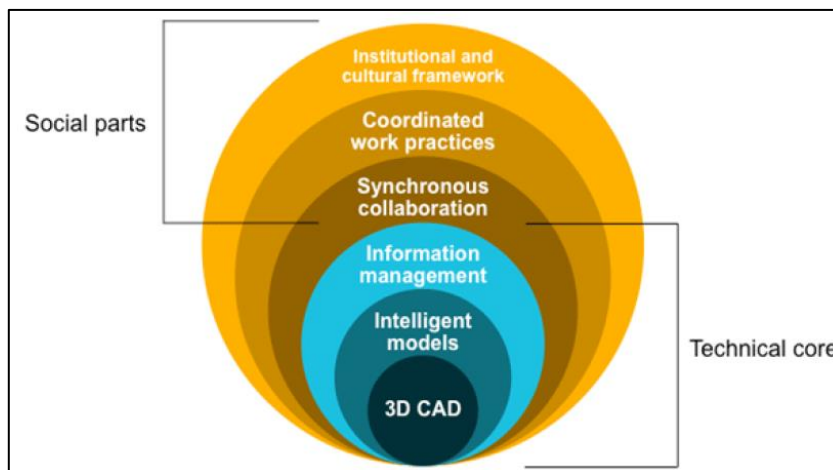 Institutional and
cultural framework
Social parts
Coordinated
work practices
Synchronous
collaboration
Information
management
Intelligent
models
Technical core
3D CAD